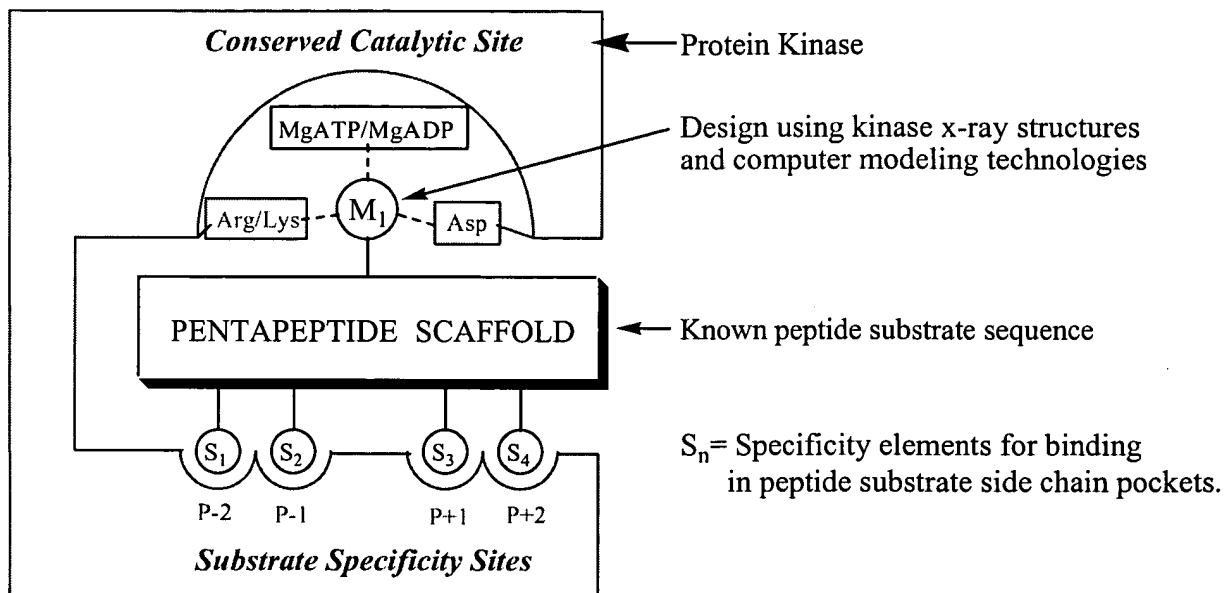 Conserved Catalytic Site
Protein Kinase
MgATP/MgADP
Design using kinase x-ray structures
and computer modeling technologies
Arg/Lys
M1
Asp
PENTAPEPTIDE SCAFFOLD
Known peptide substrate sequence
S1
S2
S3
S4
Sn= Specificity elements for binding
in peptide substrate side chain pockets.
P-2
P-1
P+1
P+2
Substrate Specificity Sites